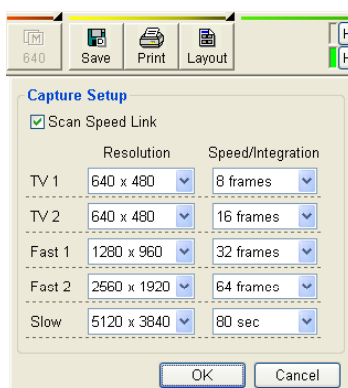 M
640
Save
Print
Layout
H
H
Capture Setup
Scan Speed Link
Resolution Speed/Integration
TV 1 640 x 480 8 frames
TV 2 640 x 480 16 frames
Fast 1 1280 x 960 32 frames
Fast 2 2560 x 1920 64 frames
Slow 5120 x 3840 80 sec
OK Cancel